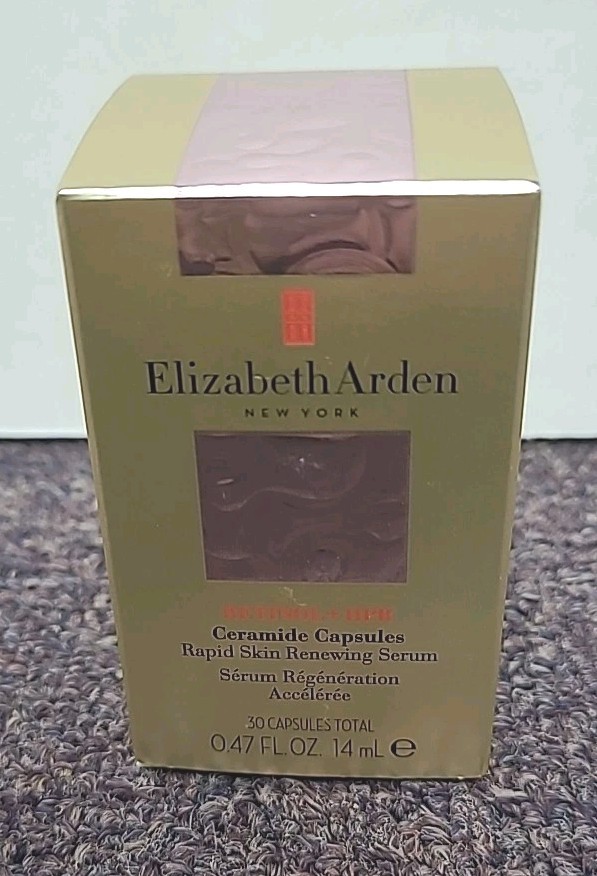 Elizabeth Arden
NEW YORK
RETINOL + HPR
Ceramide Capsules
Rapid Skin Renewing Serum
Sérum Régénération
Accélérée
30 CAPSULES TOTAL
0.47 FL.OZ. 14 mL ℮